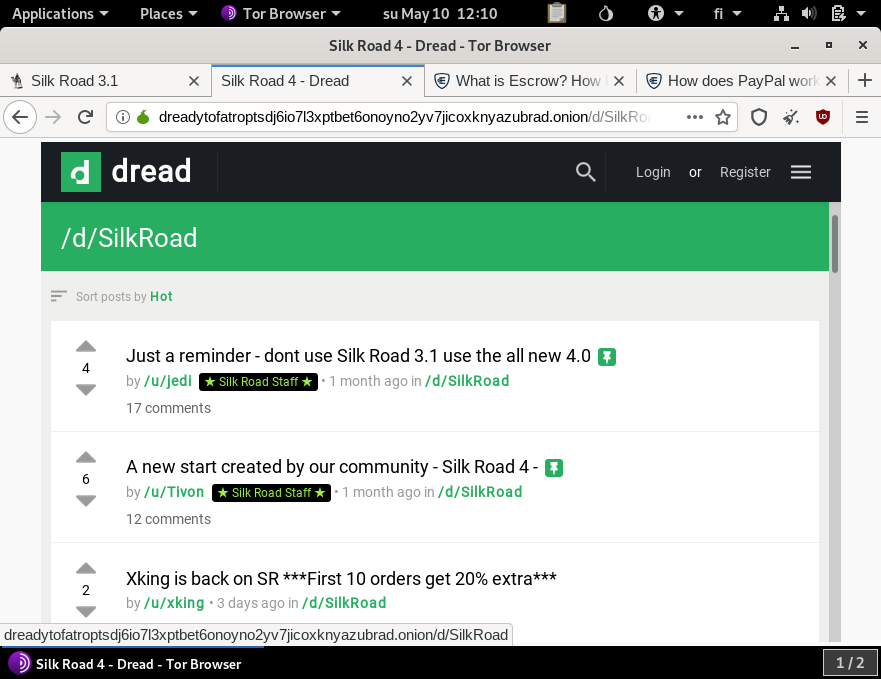 Applications Places Tor Browser su May 10 12:10 fi
Silk Road 4 - Dread - Tor Browser
Silk Road 3.1 Silk Road 4 - Dread What is Escrow? How How does PayPal work
dreadytofatroptsdj6io7l3xptbet6onoyno2yv7jicoxknyazubrad.onion/d/SilkRoa
d dread Login or Register
/d/SilkRoad
Sort posts by Hot
Just a reminder - dont use Silk Road 3.1 use the all new 4.0
4
by /u/jedi ★ Silk Road Staff ★ • 1 month ago in /d/SilkRoad
17 comments
A new start created by our community - Silk Road 4 -
6
by /u/Tivon ★ Silk Road Staff ★ • 1 month ago in /d/SilkRoad
12 comments
Xking is back on SR ***First 10 orders get 20% extra***
2
by /u/xking • 3 days ago in /d/SilkRoad
dreadytofatroptsdj6io7l3xptbet6onoyno2yv7jicoxknyazubrad.onion/d/SilkRoad
Silk Road 4 - Dread - Tor Browser 1 / 2